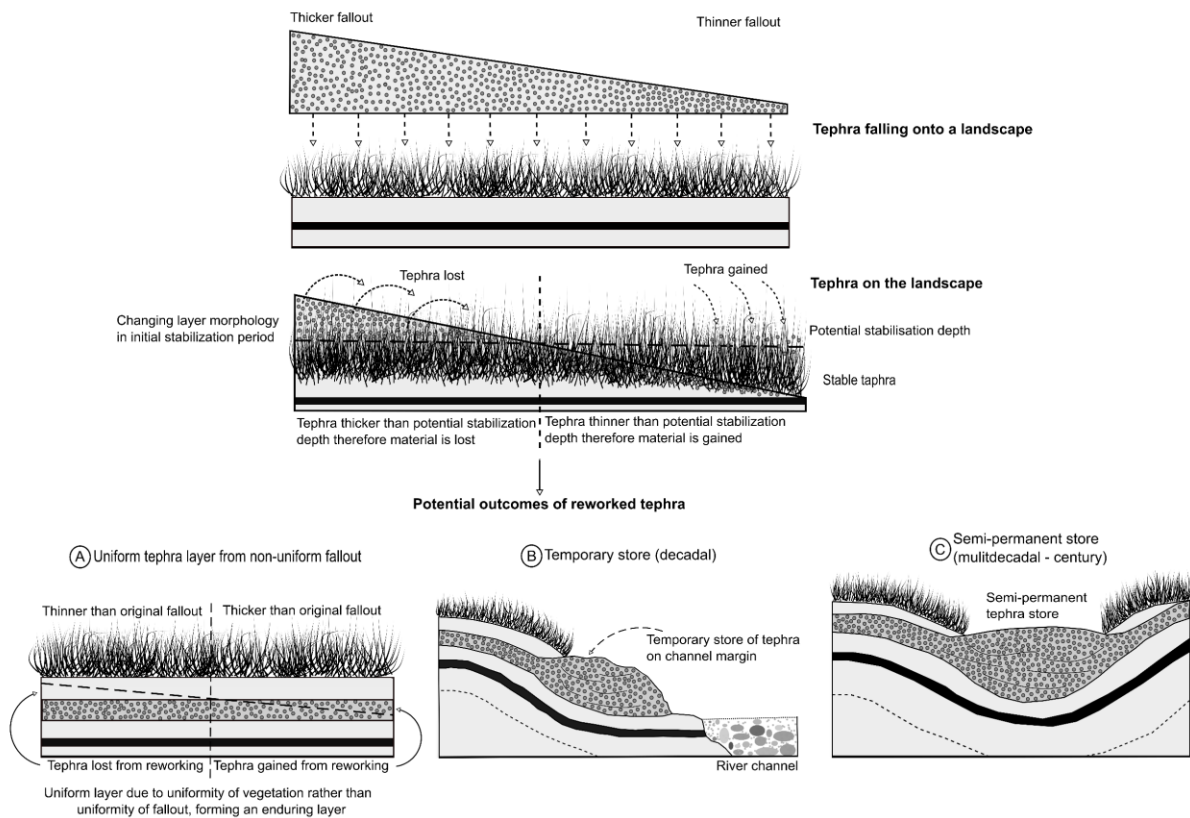 Thicker fallout
Thinner fallout
Tephra falling onto a landscape
Tephra lost
Tephra gained
Tephra on the landscape
Changing layer morphology
in initial stabilization period
Potential stabilisation depth
Stable taphra
Tephra thicker than potential stabilization
depth therefore material is lost
Tephra thinner than potential stabilization
depth therefore material is gained
Potential outcomes of reworked tephra
A Uniform tephra layer from non-uniform fallout
Thinner than original fallout
Thicker than original fallout
Tephra lost from reworking
Tephra gained from reworking
Uniform layer due to uniformity of vegetation rather than
uniformity of fallout, forming an enduring layer
B Temporary store (decadal)
Temporary store of tephra
on channel margin
River channel
C Semi-permanent store
(mulitdecadal - century)
Semi-permanent
tephra store